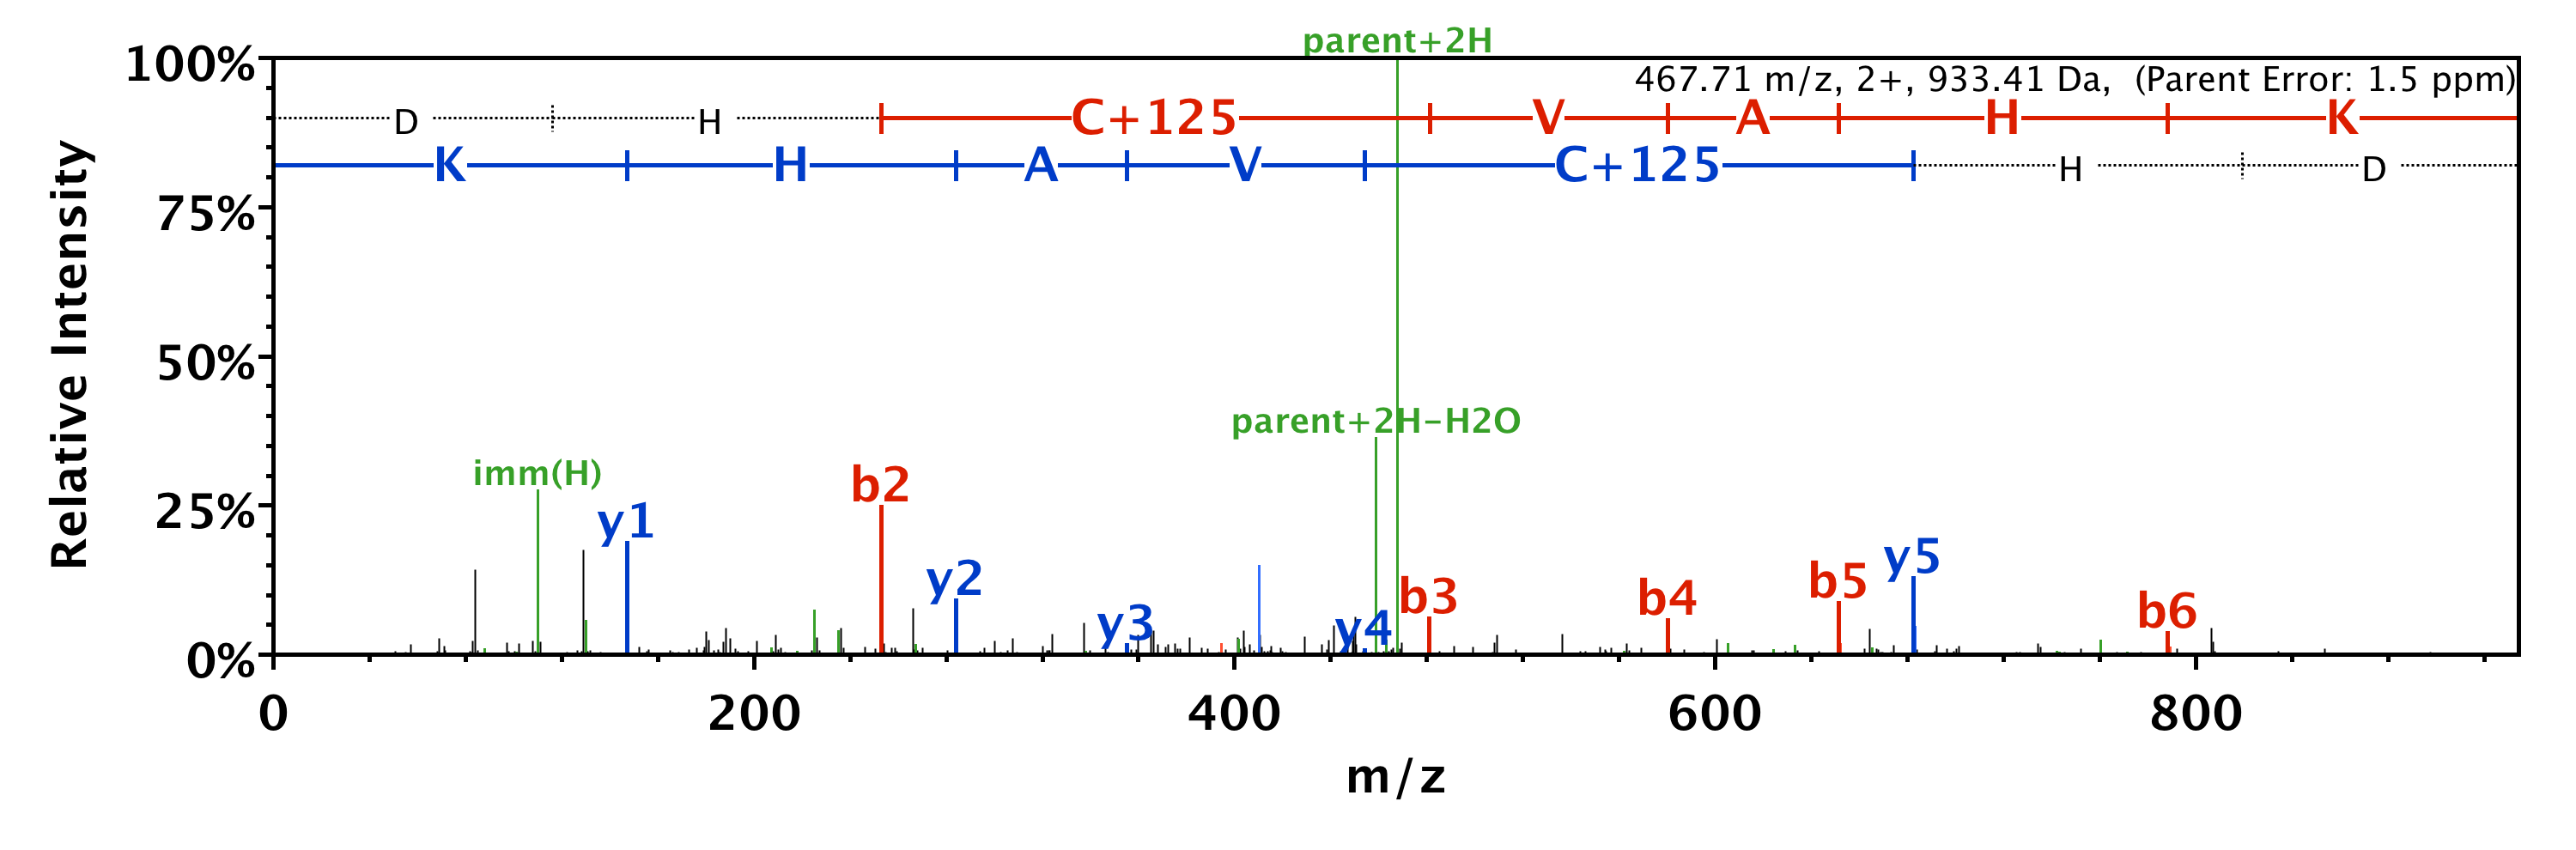 parent+2H
100%
467.71 m/z, 2+, 933.41 Da, (Parent Error: 1.5 ppm)
D H C+125 V A H K
K H A V C+125 H D
75%
50%
parent+2H-H2O
imm(H)
b2
25%
y1
y5
y2
b5
b3
b4
b6
y3
y4
0%
0 200 400 600 800
m/z
Relative Intensity